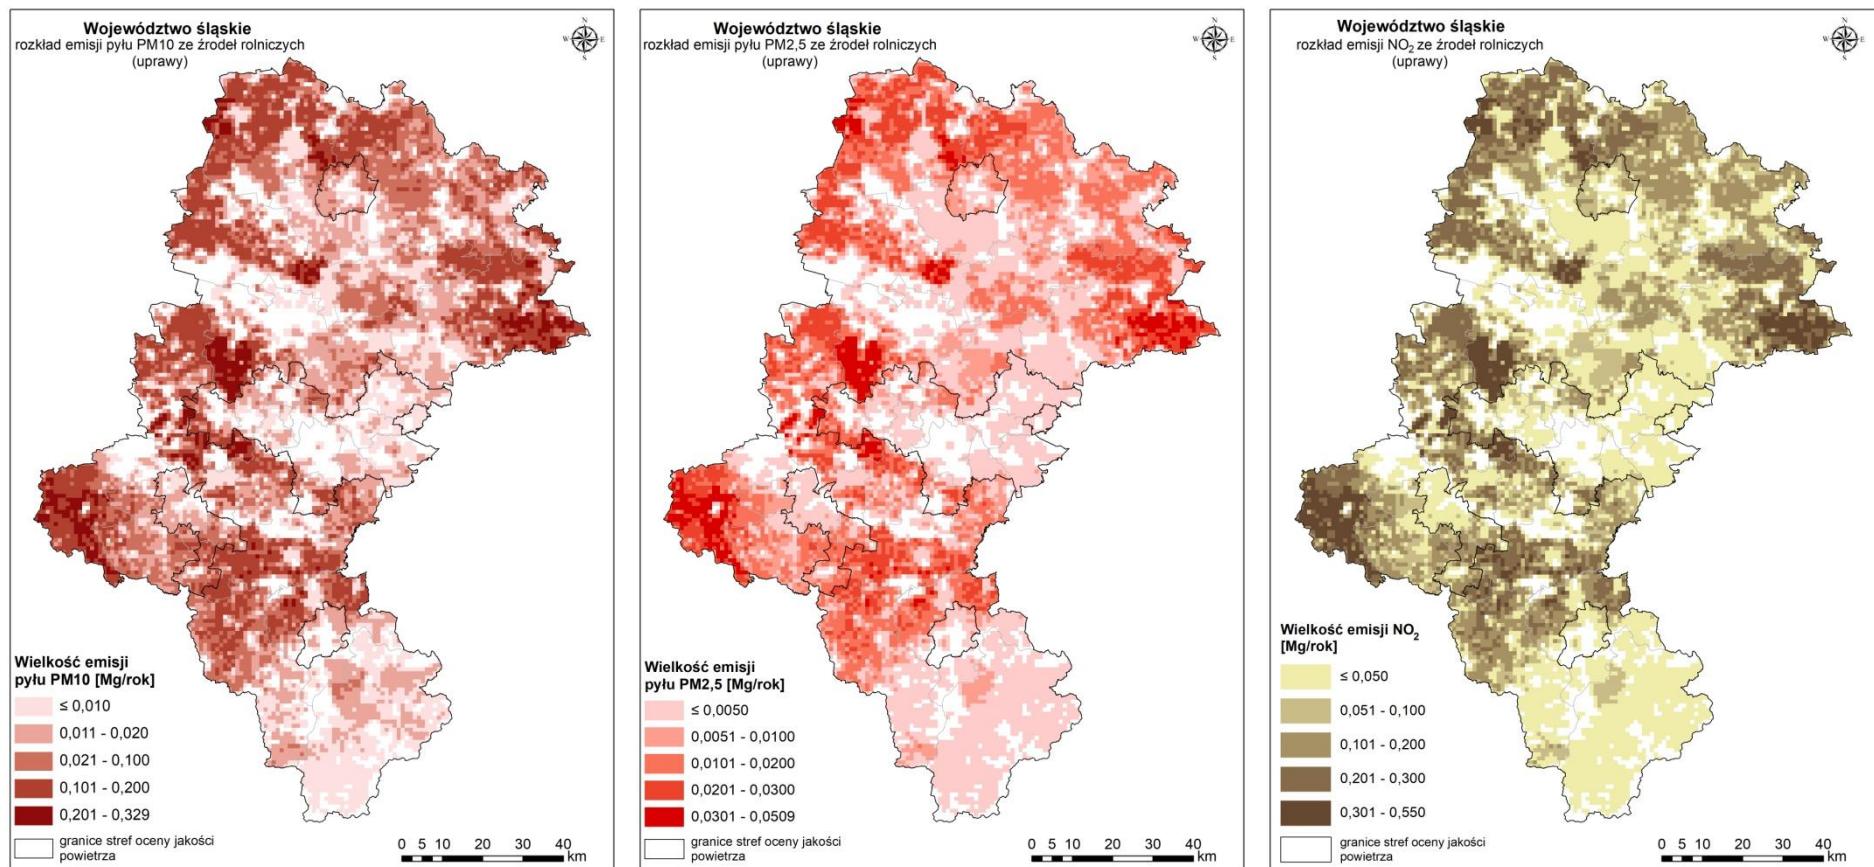 Województwo śląskie
rozkład emisji pyłu PM10 ze źrodeł rolniczych
(uprawy)
N
W E
S
Wielkość emisji
pyłu PM10 [Mg/rok]
≤ 0,010
0,011 - 0,020
0,021 - 0,100
0,101 - 0,200
0,201 - 0,329
granice stref oceny jakości
powietrza
0 5 10 20 30 40
km
Województwo śląskie
rozkład emisji pyłu PM2,5 ze źrodeł rolniczych
(uprawy)
N
W E
S
Wielkość emisji
pyłu PM2,5 [Mg/rok]
≤ 0,0050
0,0051 - 0,0100
0,0101 - 0,0200
0,0201 - 0,0300
0,0301 - 0,0509
granice stref oceny jakości
powietrza
0 5 10 20 30 40
km
Województwo śląskie
rozkład emisji NO₂ ze źrodeł rolniczych
(uprawy)
N
W E
S
Wielkość emisji NO₂
[Mg/rok]
≤ 0,050
0,051 - 0,100
0,101 - 0,200
0,201 - 0,300
0,301 - 0,550
granice stref oceny jakości
powietrza
0 5 10 20 30 40
km